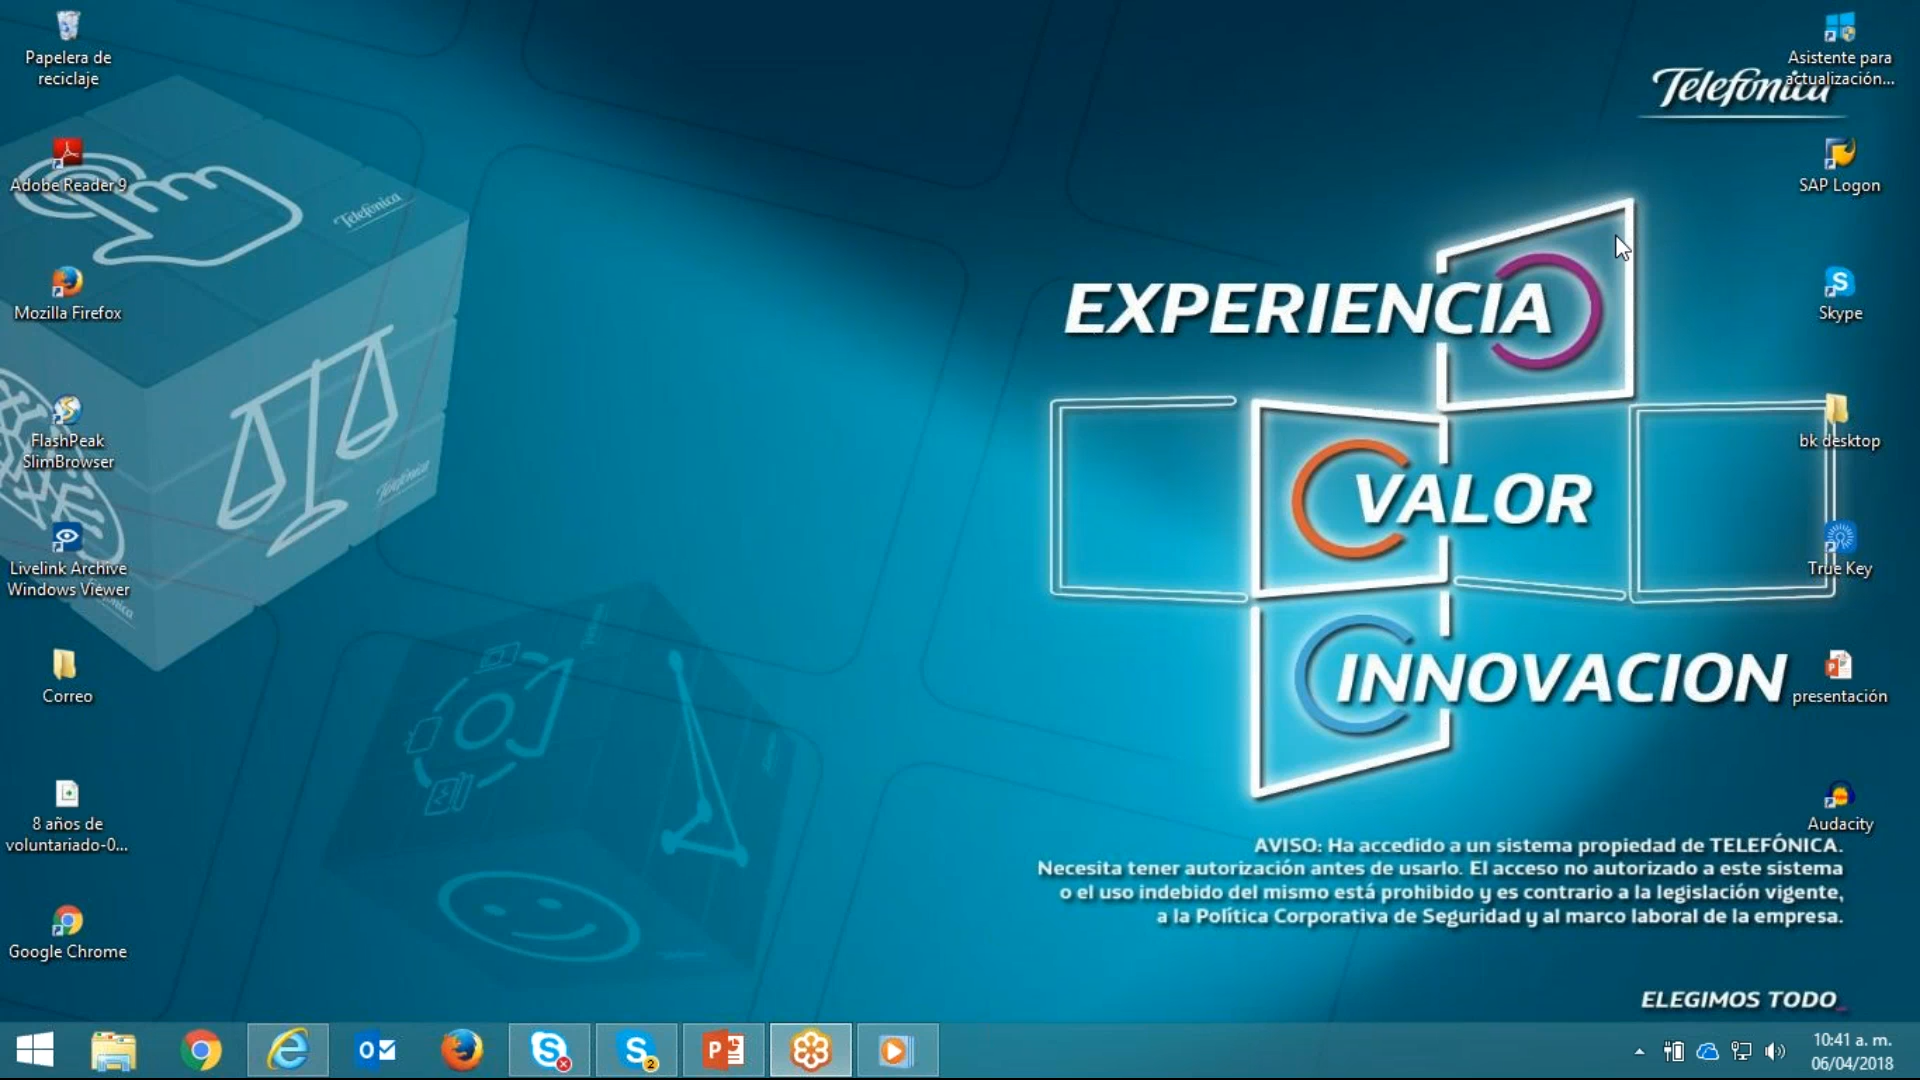 Papelera de
reciclaje
Adobe Reader 9
Mozilla Firefox
FlashPeak
SlimBrowser
Livelink Archive
Windows Viewer
Correo
8 años de
voluntariado-0...
Google Chrome
Telefónica
Telefónica
Telefónica
Asistente para
actualización...
SAP Logon
Skype
bk desktop
True Key
presentación
Audacity
EXPERIENCIA
VALOR
INNOVACION
AVISO: Ha accedido a un sistema propiedad de TELEFÓNICA.
Necesita tener autorización antes de usarlo. El acceso no autorizado a este sistema
o el uso indebido del mismo está prohibido y es contrario a la legislación vigente,
a la Política Corporativa de Seguridad y al marco laboral de la empresa.
ELEGIMOS TODO_
10:41 a. m.
06/04/2018